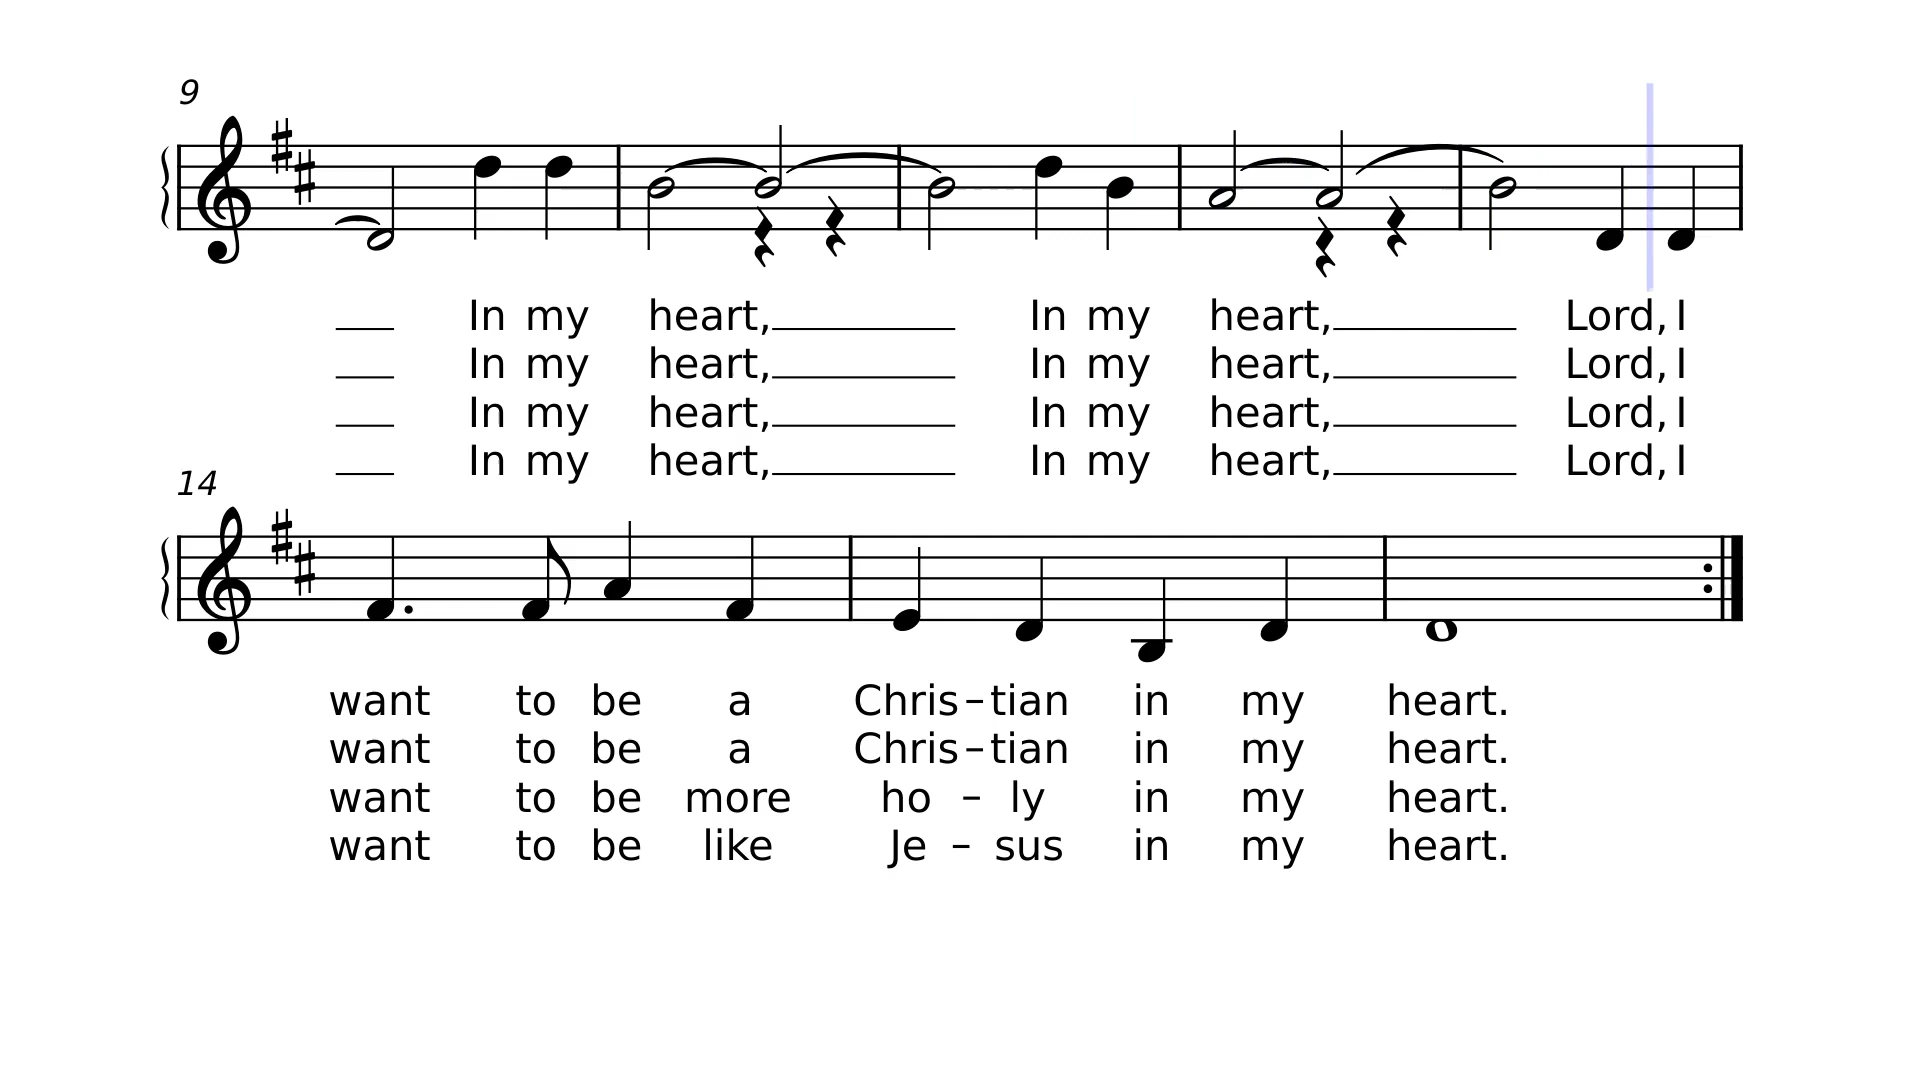 9
In my heart, In my heart, Lord, I
In my heart, In my heart, Lord, I
In my heart, In my heart, Lord, I
In my heart, In my heart, Lord, I
14
want to be a Chris – tian in my heart.
want to be a Chris – tian in my heart.
want to be more ho – ly in my heart.
want to be like Je – sus in my heart.